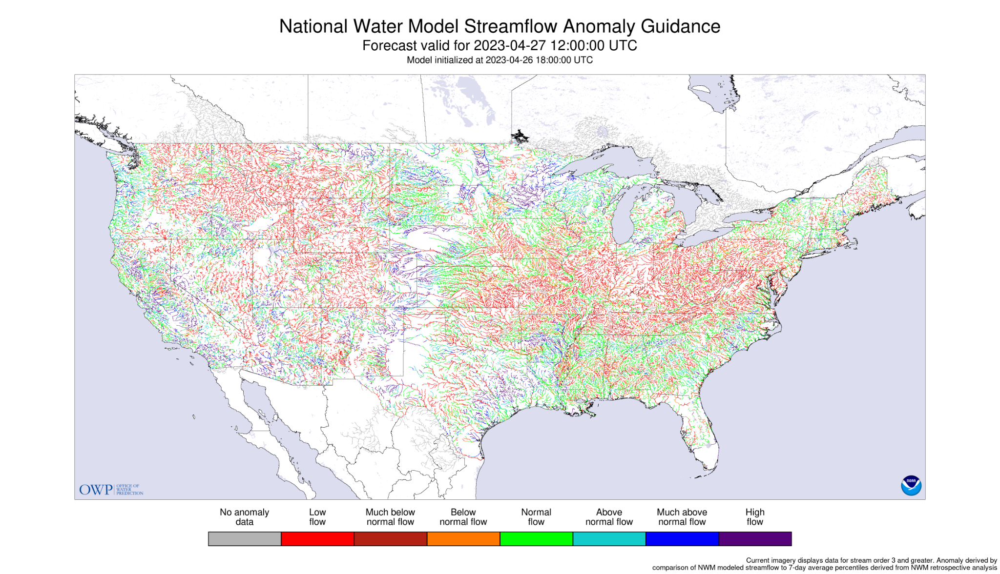 National Water Model Streamflow Anomaly Guidance
Forecast valid for 2023-04-27 12:00:00 UTC
Model initialized at 2023-04-26 18:00:00 UTC
OWP OFFICE OF
WATER
PREDICTION
NOAA
No anomaly
data
Low
flow
Much below
normal flow
Below
normal flow
Normal
flow
Above
normal flow
Much above
normal flow
High
flow
Current imagery displays data for stream order 3 and greater. Anomaly derived by
comparison of NWM modeled streamflow to 7-day average percentiles derived from NWM retrospective analysis